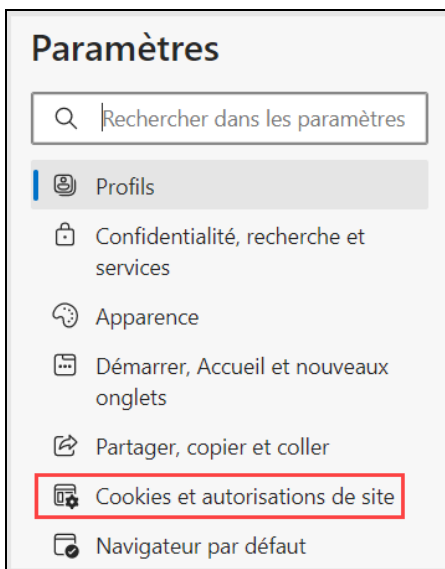 Paramètres
Rechercher dans les paramètres
Profils
Confidentialité, recherche et
services
Apparence
Démarrer, Accueil et nouveaux
onglets
Partager, copier et coller
Cookies et autorisations de site
Navigateur par défaut